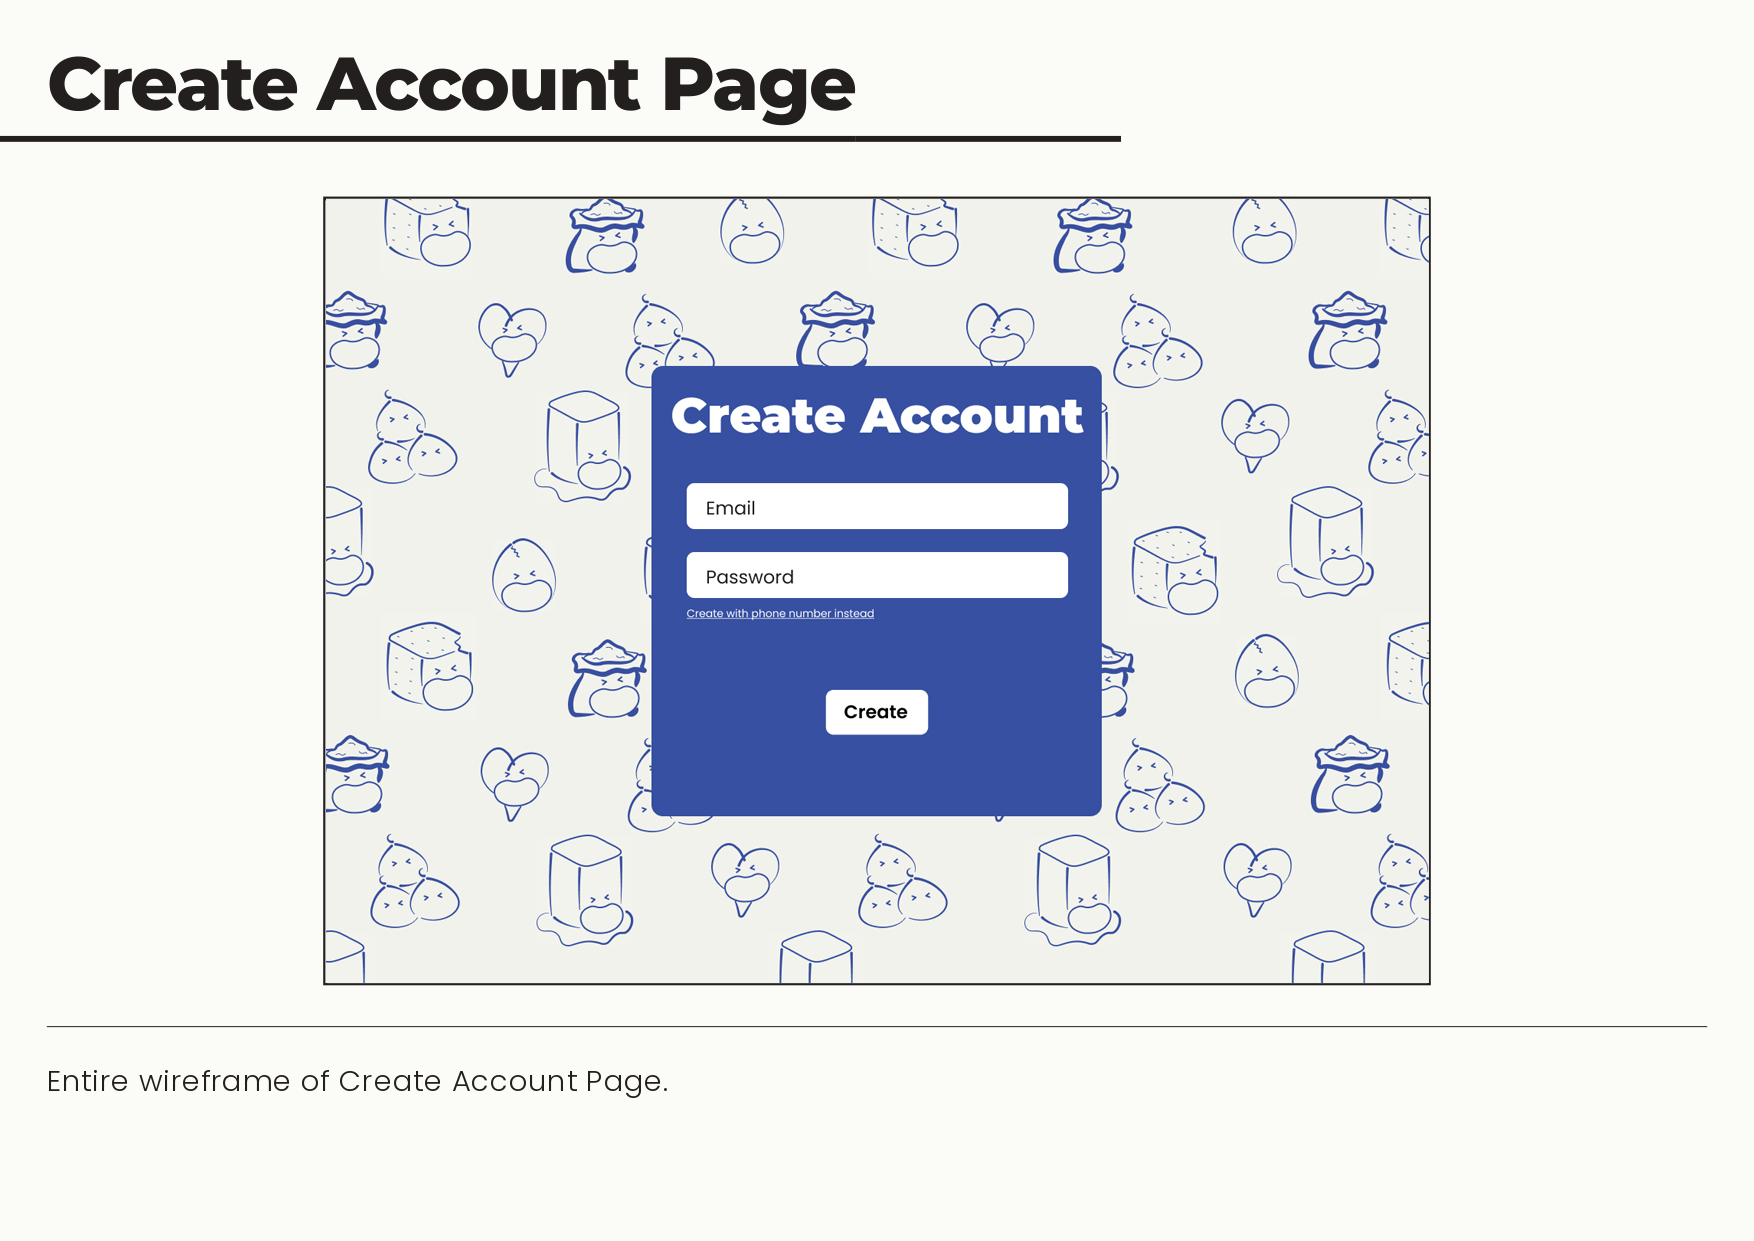 Create Account Page
Create Account
Email
Password
Create with phone number instead
Create
Entire wireframe of Create Account Page.